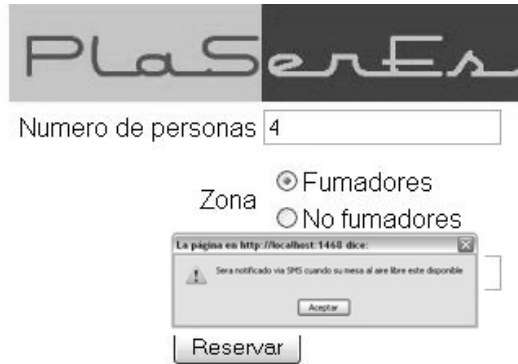 PlaSerEs
Numero de personas 4
Zona
Fumadores
No fumadores
La página en http://localhost:1468 dice:
Sera notificado via SMS cuando su mesa al aire libre este disponible
Aceptar
Reservar